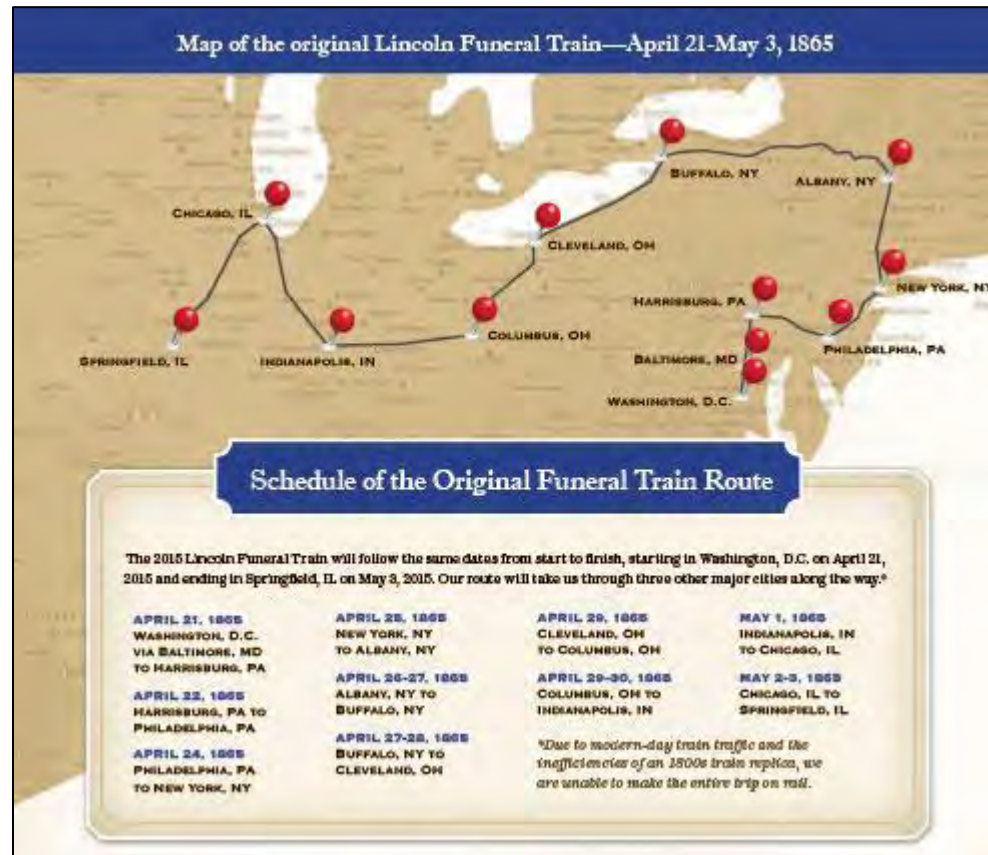 Map of the original Lincoln Funeral Train—April 21-May 3, 1865
BUFFALO, NY
ALBANY, NY
CHICAGO, IL
CLEVELAND, OH
NEW YORK, NY
HARRISBURG, PA
COLUMBUS, OH
PHILADELPHIA, PA
SPRINGFIELD, IL
INDIANAPOLIS, IN
BALTIMORE, MD
WASHINGTON, D.C.
Schedule of the Original Funeral Train Route
The 2015 Lincoln Funeral Train will follow the same dates from start to finish, starting in Washington, D.C. on April 21,
2015 and ending in Springfield, IL on May 3, 2015. Our route will take us through three other major cities along the way.*
APRIL 21, 1865
WASHINGTON, D.C.
VIA BALTIMORE, MD
TO HARRISBURG, PA
APRIL 22, 1865
HARRISBURG, PA TO
PHILADELPHIA, PA
APRIL 24, 1865
PHILADELPHIA, PA
TO NEW YORK, NY
APRIL 25, 1865
NEW YORK, NY
TO ALBANY, NY
APRIL 26-27, 1865
ALBANY, NY TO
BUFFALO, NY
APRIL 27-28, 1865
BUFFALO, NY TO
CLEVELAND, OH
APRIL 29, 1865
CLEVELAND, OH
TO COLUMBUS, OH
APRIL 29-30, 1865
COLUMBUS, OH TO
INDIANAPOLIS, IN
*Due to modern-day train traffic and the
inefficiencies of an 1800s train replica, we
are unable to make the entire trip on rail.
MAY 1, 1865
INDIANAPOLIS, IN
TO CHICAGO, IL
MAY 2-3, 1865
CHICAGO, IL TO
SPRINGFIELD, IL